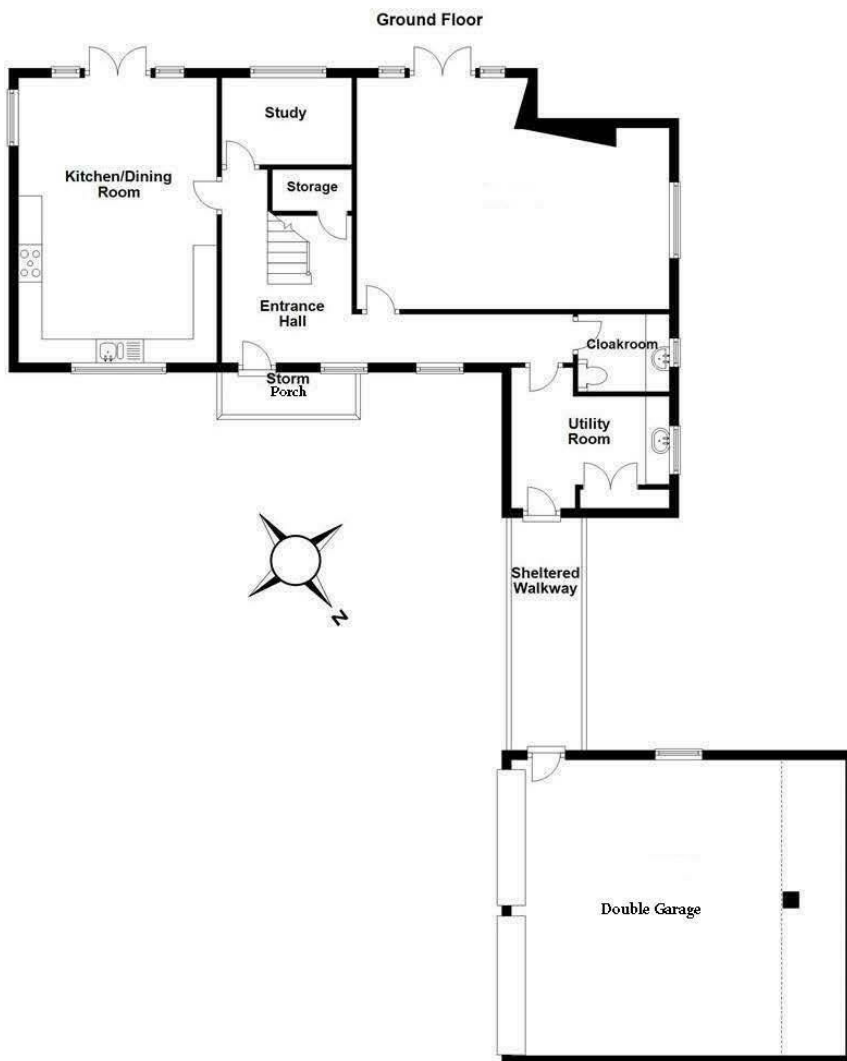 Ground Floor
Study
Kitchen/Dining
Room
Storage
Entrance
Hall
Cloakroom
Storm
Porch
Utility
Room
Sheltered
Walkway
N
Double Garage